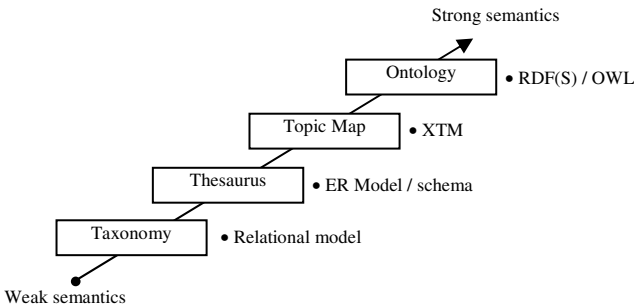 Strong semantics
Ontology
• RDF(S) / OWL
Topic Map
• XTM
Thesaurus
• ER Model / schema
Taxonomy
• Relational model
Weak semantics